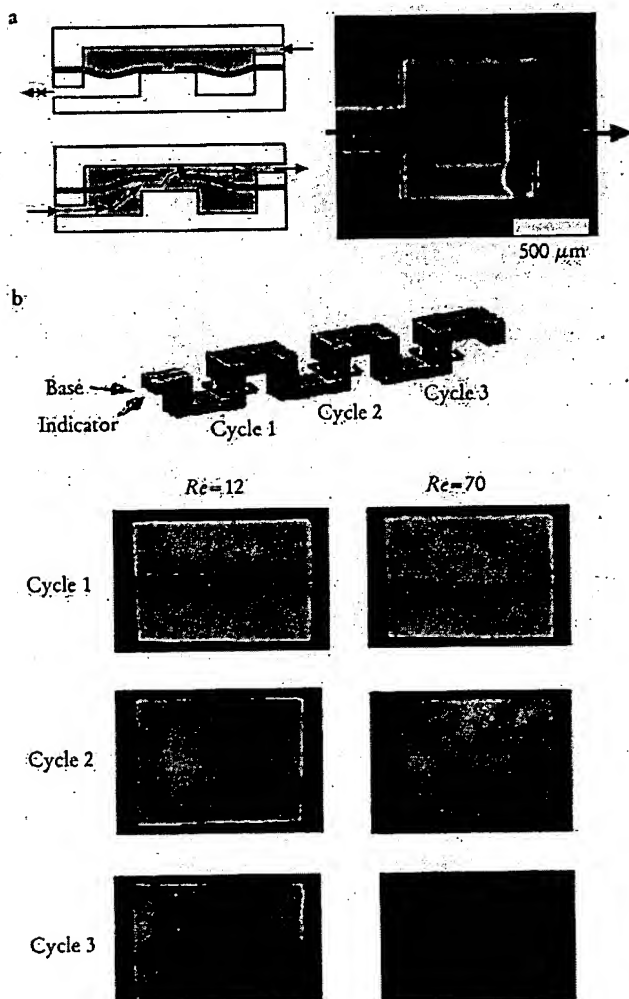 a
500 μm
b
Base
Indicator
Cycle 1
Cycle 2
Cycle 3
Re=12
Re=70
Cycle 1
Cycle 2
Cycle 3